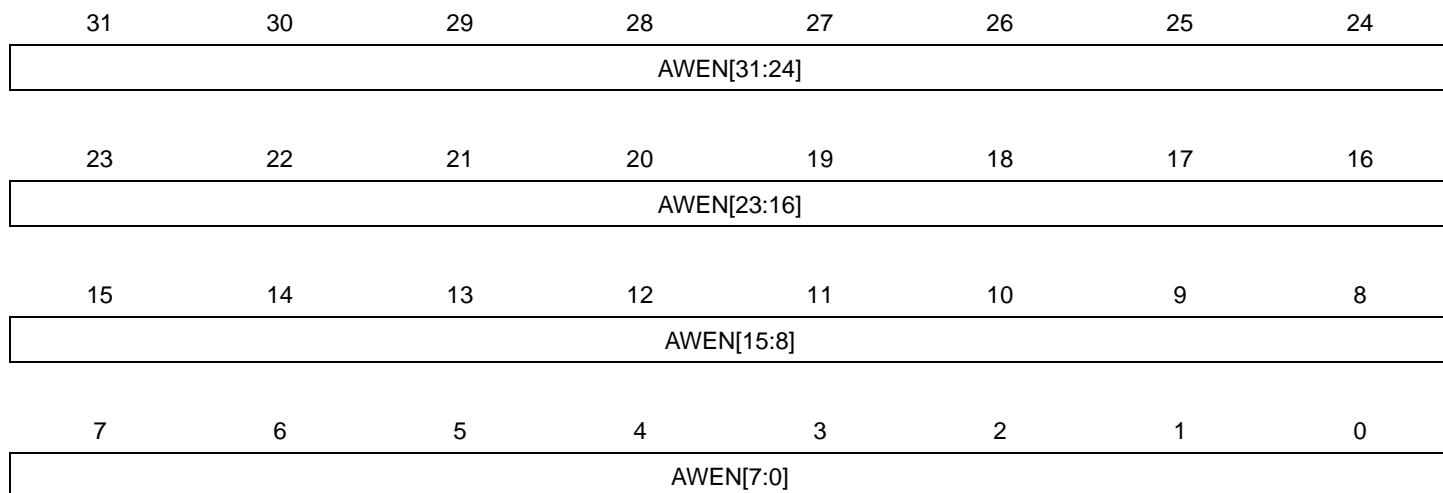 31 30 29 28 27 26 25 24
AWEN[31:24]
23 22 21 20 19 18 17 16
AWEN[23:16]
15 14 13 12 11 10 9 8
AWEN[15:8]
7 6 5 4 3 2 1 0
AWEN[7:0]